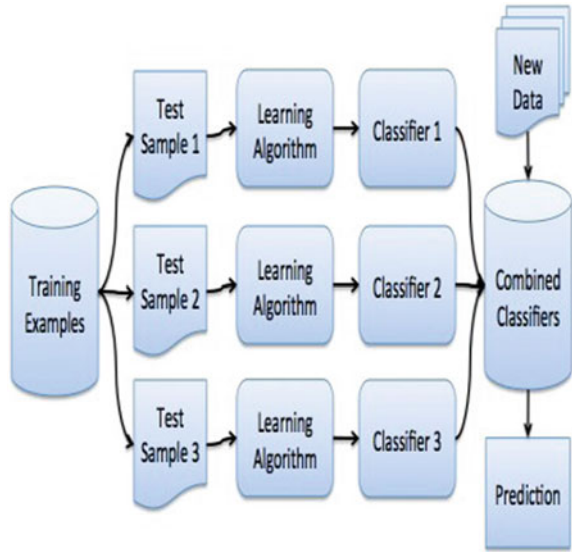 Training
Examples
Test
Sample 1
Learning
Algorithm
Classifier 1
Test
Sample 2
Learning
Algorithm
Classifier 2
Test
Sample 3
Learning
Algorithm
Classifier 3
New
Data
Combined
Classifiers
Prediction